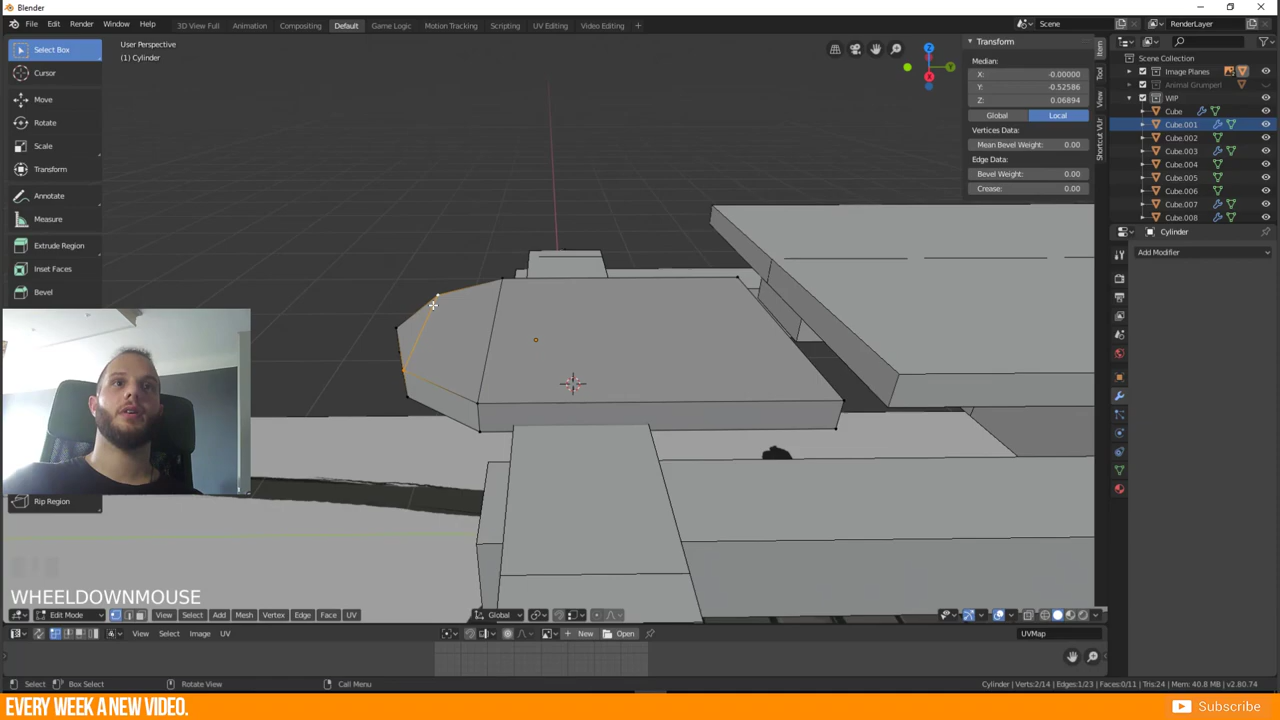 Blender
File Edit Render Window Help 3D View Full Animation Compositing Default Game Logic Motion Tracking Scripting UV Editing Video Editing + Scene RenderLayer
Select Box
Cursor
Move
Rotate
Scale
Transform
Annotate
Measure
Extrude Region
Inset Faces
Bevel
Rip Region
User Perspective
(1) Cylinder
Z
Y
X
Transform
Median:
X: -0.00000
Y: -0.52586
Z: 0.06894
Global Local
Vertices Data:
Mean Bevel Weight: 0.00
Edge Data:
Bevel Weight: 0.00
Crease: 0.00
Item
Tool
View
Shortcut VUr
Scene Collection
Image Planes
Animal Grumperl
WIP
Cube
Cube.001
Cube.002
Cube.003
Cube.004
Cube.005
Cube.006
Cube.007
Cube.008
Cylinder
Add Modifier
WHEELDOWNMOUSE
Edit Mode View Select Add Mesh Vertex Edge Face UV Global
View Select Image UV New Open UVMap
Select Box Select Rotate View Call Menu Cylinder | Verts:2/14 | Edges:1/23 | Faces:0/11 | Tris:24 | Mem: 40.8 MB | v2.80.74
EVERY WEEK A NEW VIDEO. Subscribe